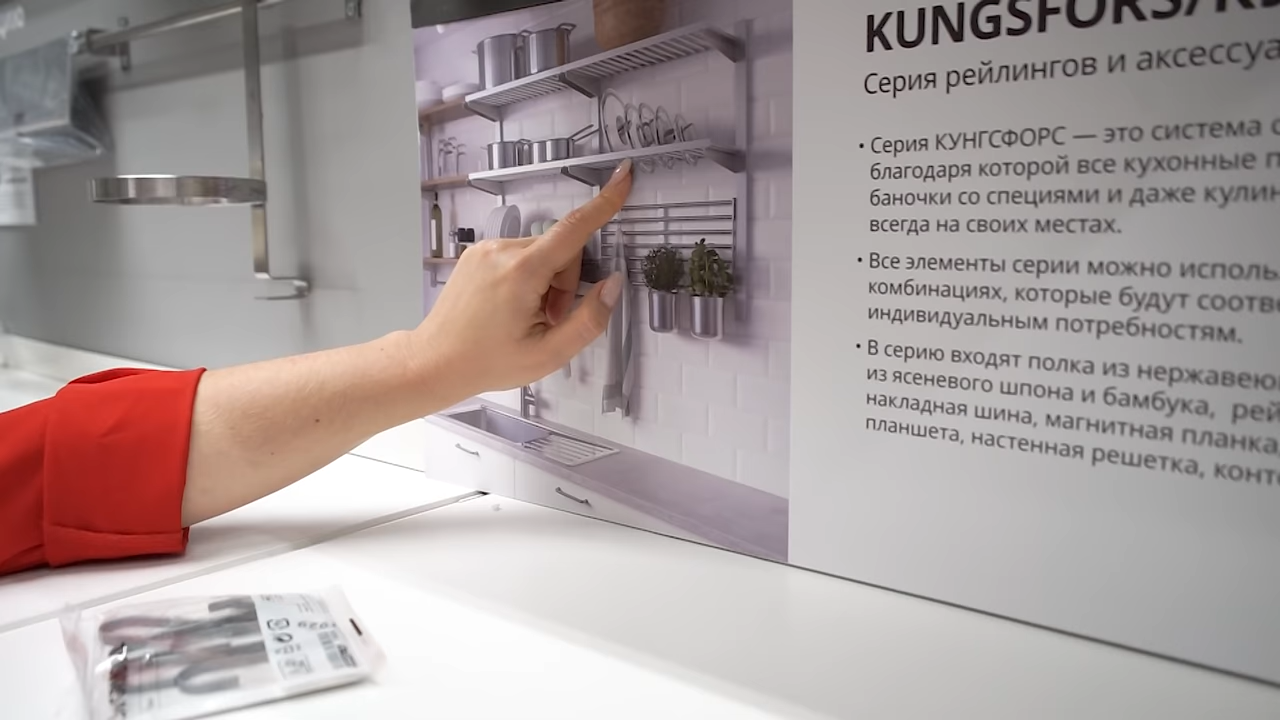 KUNGSFORS/
Серия рейлингов и аксессуа
• Серия КУНГСФОРС — это система
благодаря которой все кухонные п
баночки со специями и даже кулин
всегда на своих местах.
• Все элементы серии можно исполь
комбинациях, которые будут соотв
индивидуальным потребностям.
• В серию входят полка из нержавею
из ясеневого шпона и бамбука, рей
накладная шина, магнитная планка,
планшета, настенная решетка, конт